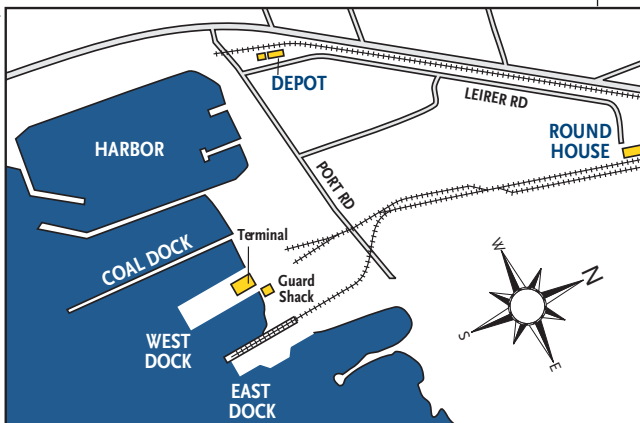 DEPOT
LEIRER RD
HARBOR
ROUND
HOUSE
PORT RD
COAL DOCK
Terminal
Guard
Shack
WEST
DOCK
EAST
DOCK
W
N
S
E